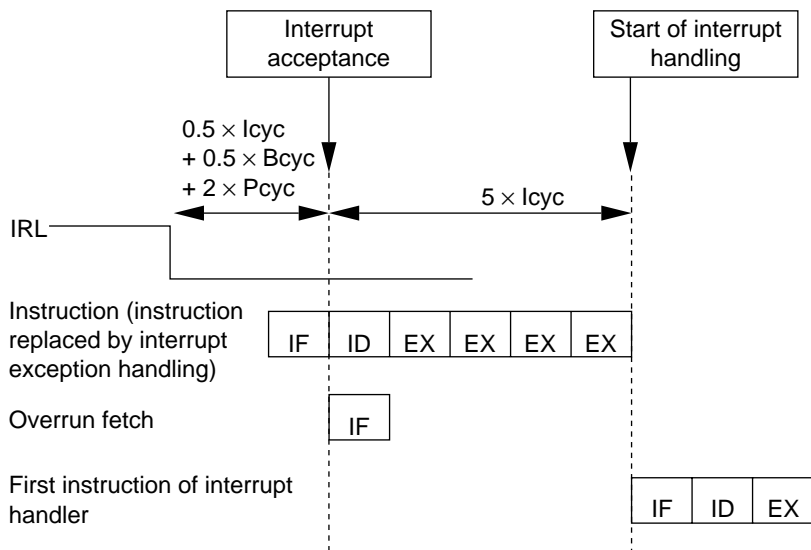 Interrupt
acceptance
Start of interrupt
handling
0.5 × Icyc
+ 0.5 × Bcyc
+ 2 × Pcyc
5 × Icyc
IRL
Instruction (instruction
replaced by interrupt
exception handling)
IF ID EX EX EX EX
Overrun fetch
IF
First instruction of interrupt
handler
IF ID EX